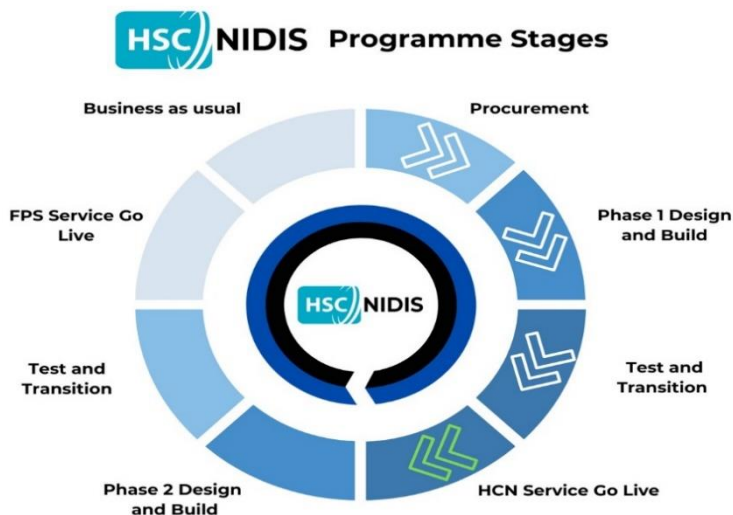 HSC NIDIS Programme Stages
Business as usual
Procurement
FPS Service Go
Live
Phase 1 Design
and Build
HSC NIDIS
Test and
Transition
Test and
Transition
Phase 2 Design
and Build
HCN Service Go Live